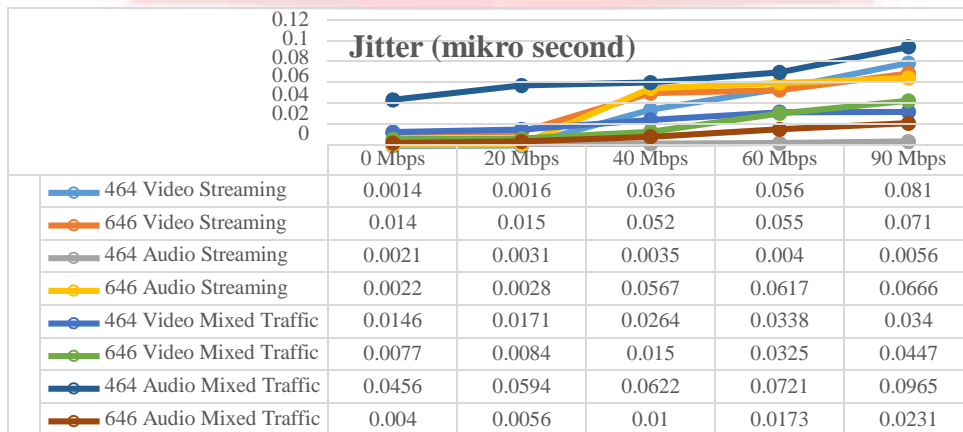 0.12
0.1
0.08
0.06
0.04
0.02
0
Jitter (mikro second)
0 Mbps 20 Mbps 40 Mbps 60 Mbps 90 Mbps
464 Video Streaming 0.0014 0.0016 0.036 0.056 0.081
646 Video Streaming 0.014 0.015 0.052 0.055 0.071
464 Audio Streaming 0.0021 0.0031 0.0035 0.004 0.0056
646 Audio Streaming 0.0022 0.0028 0.0567 0.0617 0.0666
464 Video Mixed Traffic 0.0146 0.0171 0.0264 0.0338 0.034
646 Video Mixed Traffic 0.0077 0.0084 0.015 0.0325 0.0447
464 Audio Mixed Traffic 0.0456 0.0594 0.0622 0.0721 0.0965
646 Audio Mixed Traffic 0.004 0.0056 0.01 0.0173 0.0231